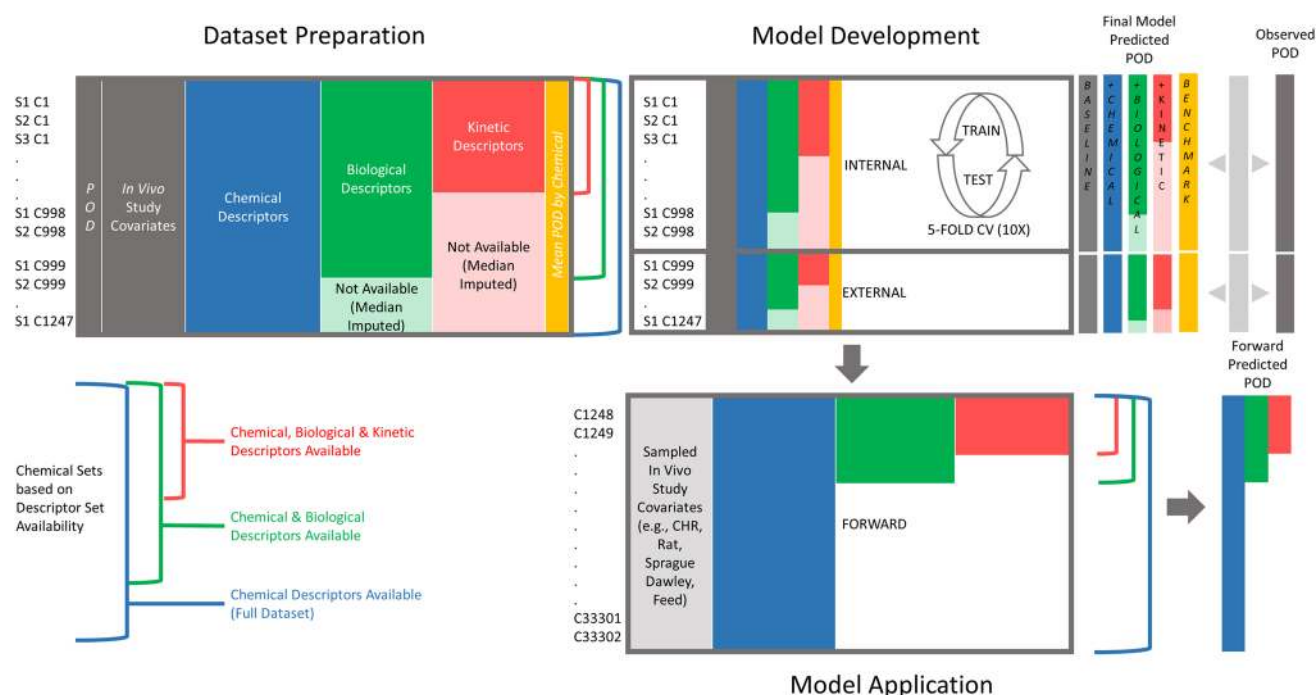 Dataset Preparation
S1 C1
S2 C1
S3 C1
.
.
.
S1 C998
S2 C998
S1 C999
S2 C999
.
S1 C1247
P
O
D
In Vivo
Study
Covariates
Chemical
Descriptors
Biological
Descriptors
Not Available
(Median
Imputed)
Kinetic
Descriptors
Not Available
(Median
Imputed)
Mean POD by Chemical
Model Development
S1 C1
S2 C1
S3 C1
.
.
.
S1 C998
S2 C998
S1 C999
S2 C999
.
S1 C1247
INTERNAL
TRAIN
TEST
5-FOLD CV (10X)
EXTERNAL
Final Model
Predicted
POD
BASELINE
+CHEMICAL
+BIOLOGICAL
+KINETIC
BENCHMARK
Observed
POD
Chemical Sets
based on
Descriptor Set
Availability
Chemical, Biological & Kinetic
Descriptors Available
Chemical & Biological
Descriptors Available
Chemical Descriptors Available
(Full Dataset)
C1248
C1249
.
.
.
.
.
.
.
.
.
C33301
C33302
Sampled
In Vivo
Study
Covariates
(e.g., CHR,
Rat,
Sprague
Dawley,
Feed)
FORWARD
Forward
Predicted
POD
Model Application